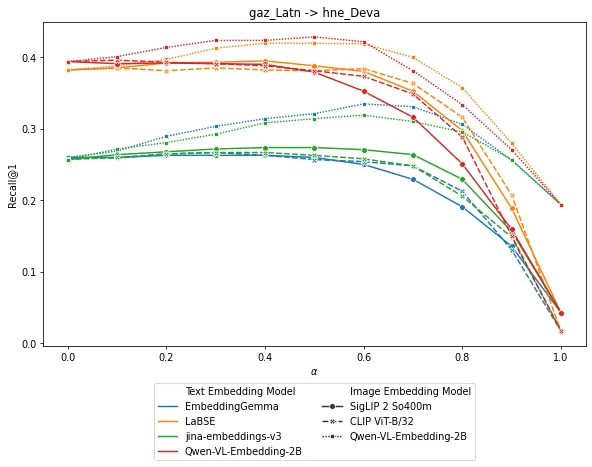 gaz_Latn -> hne_Deva
0.4
0.3
0.2
0.1
0.0
Recall@1
0.0 0.2 0.4 0.6 0.8 1.0
α
Text Embedding Model Image Embedding Model
EmbeddingGemma SigLIP 2 So400m
LaBSE CLIP ViT-B/32
jina-embeddings-v3 Qwen-VL-Embedding-2B
Qwen-VL-Embedding-2B